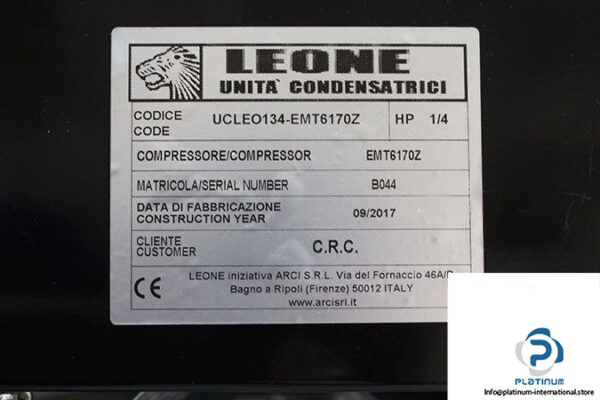 LEONE
UNITA' CONDENSATRICI
CODICE
CODE
UCLEO134-EMT6170Z
HP 1/4
COMPRESSORE/COMPRESSOR EMT6170Z
MATRICOLA/SERIAL NUMBER B044
DATA DI FABBRICAZIONE
CONSTRUCTION YEAR
09/2017
CLIENTE
CUSTOMER
C.R.C.
LEONE iniziativa ARCI S.R.L. Via del Fornaccio 46A/
Bagno a Ripoli (Firenze) 50012 ITALY
www.arcisrl.it
CE
PLATINUM
Info@platinum-international.store